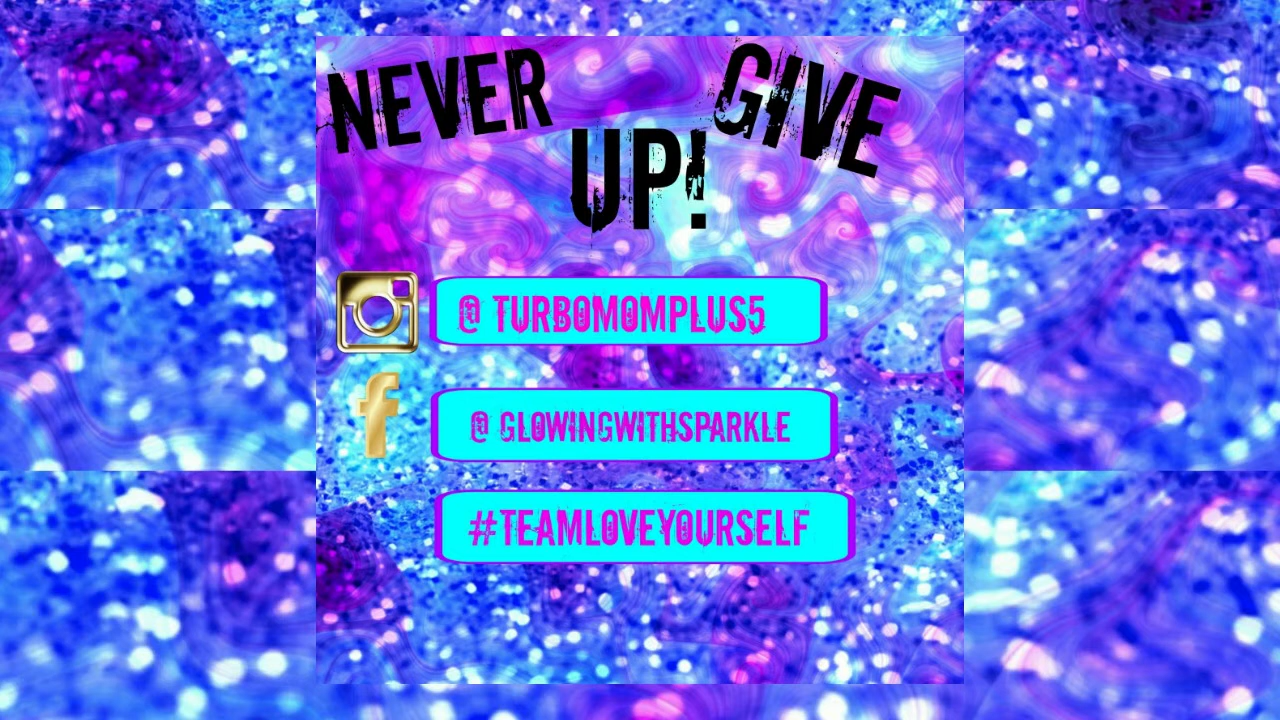 NEVER GIVE
UP!
@ TURBOMOMPLUS5
@ GLOWINGWITHSPARKLE
#TEAMLOVEYOURSELF